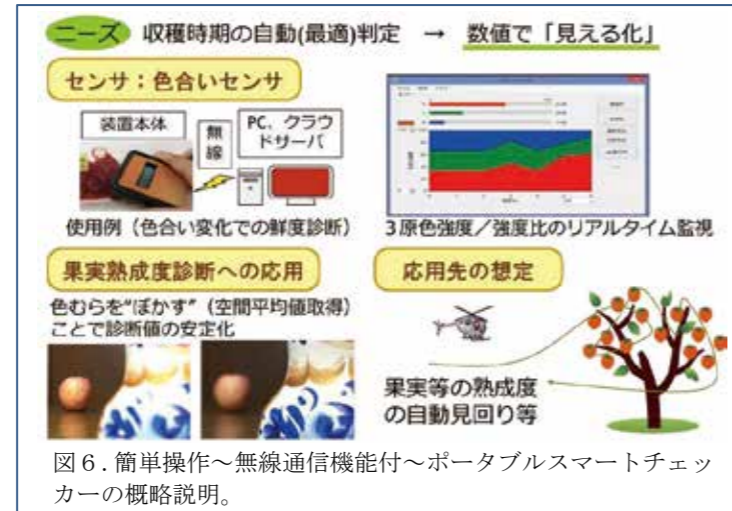 ニーズ 収穫時期の自動(最適)判定 → 数値で「見える化」
センサ：色合いセンサ
装置本体
無線
PC、クラウ
ドサーバ
使用例（色合い変化での鮮度診断）
3原色強度／強度比のリアルタイム監視
果実熟成度診断への応用
色むらを"ぼかす"（空間平均値取得）
ことで診断値の安定化
応用先の想定
果実等の熟成度
の自動見回り等
図６. 簡単操作～無線通信機能付～ポータブルスマートチェッ
カーの概略説明。